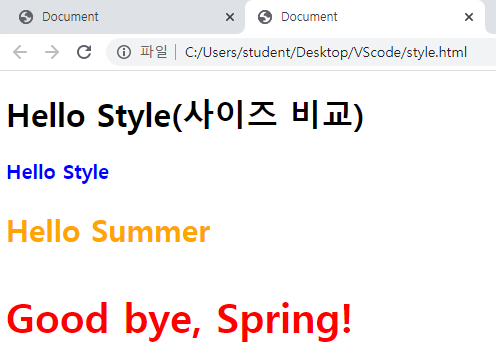 Document
Document
파일 C:/Users/student/Desktop/VScode/style.html
Hello Style(사이즈 비교)
Hello Style
Hello Summer
Good bye, Spring!